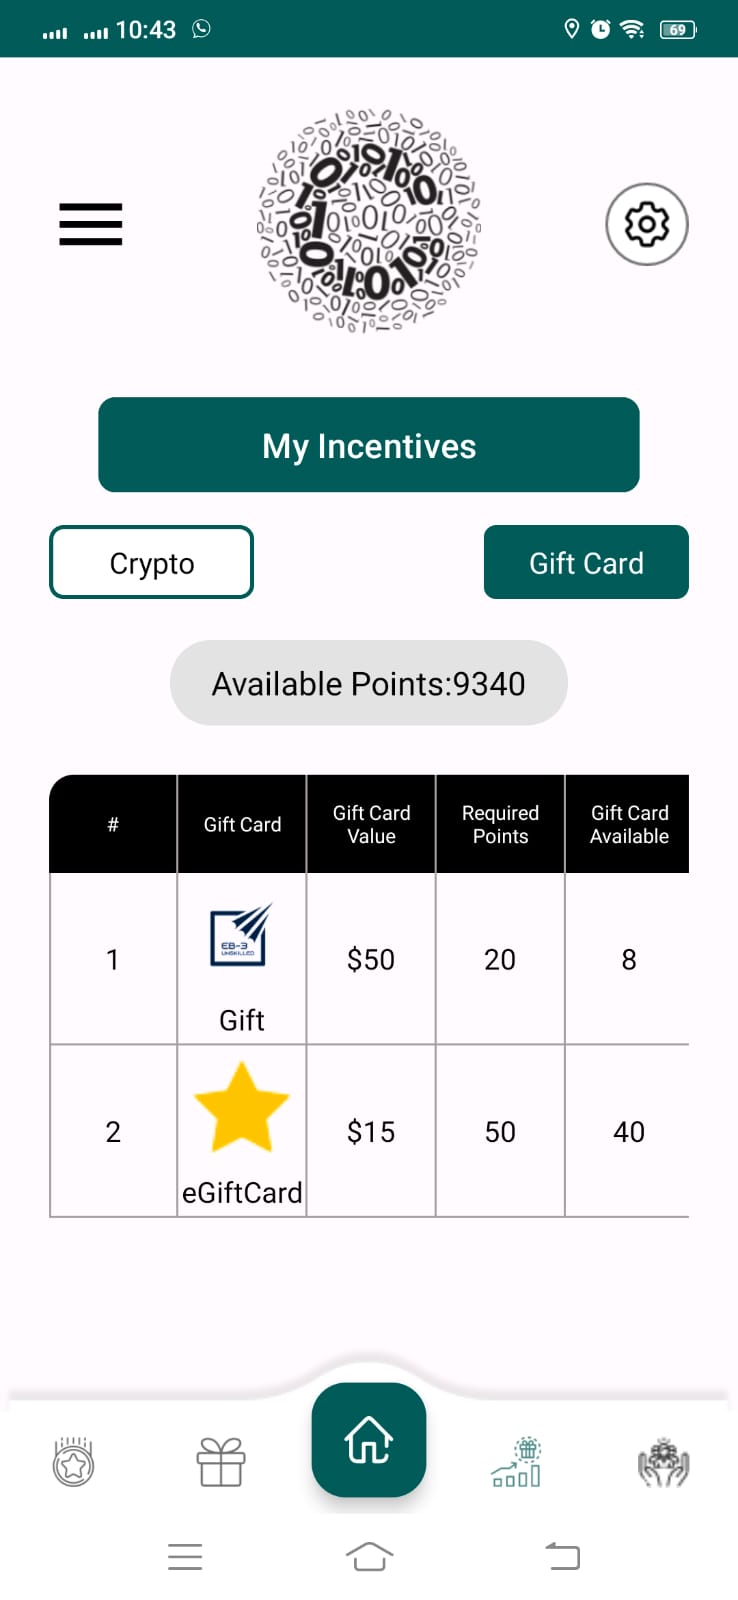 10:43
69
My Incentives
Crypto
Gift Card
Available Points:9340
#
Gift Card
Gift Card
Value
Required
Points
Gift Card
Available
1
EB-3
UNSKILLED
Gift
$50
20
8
2
eGiftCard
$15
50
40